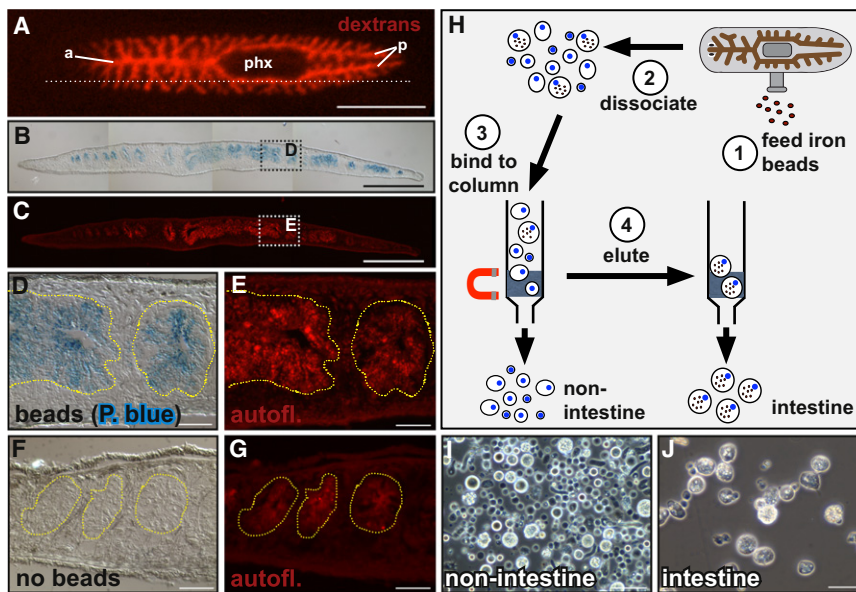 A
dextrans
a
phx
p
B
D
C
E
D
beads (P. blue)
E
autofl.
F
no beads
G
autofl.
H
2
dissociate
1
feed iron
beads
3
bind to
column
4
elute
non-
intestine
intestine
I
non-intestine
J
intestine